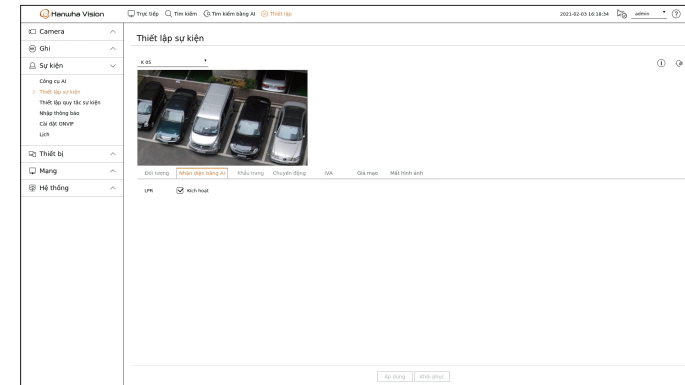 Hanwha Vision
Trực tiếp Tìm kiếm Tìm kiếm bằng AI Thiết lập
2021-02-03 16:18:34 admin
Camera
Ghi
Sự kiện
Công cụ AI
Thiết lập sự kiện
Thiết lập quy tắc sự kiện
Nhập thông báo
Cài đặt ONVIF
Lịch
Thiết bị
Mạng
Hệ thống
Thiết lập sự kiện
K 05
Đối tượng Nhận diện bằng AI Khẩu trang Chuyển động IVA Giả mạo Mất hình ảnh
LPR Kích hoạt
Áp dụng Khôi phục